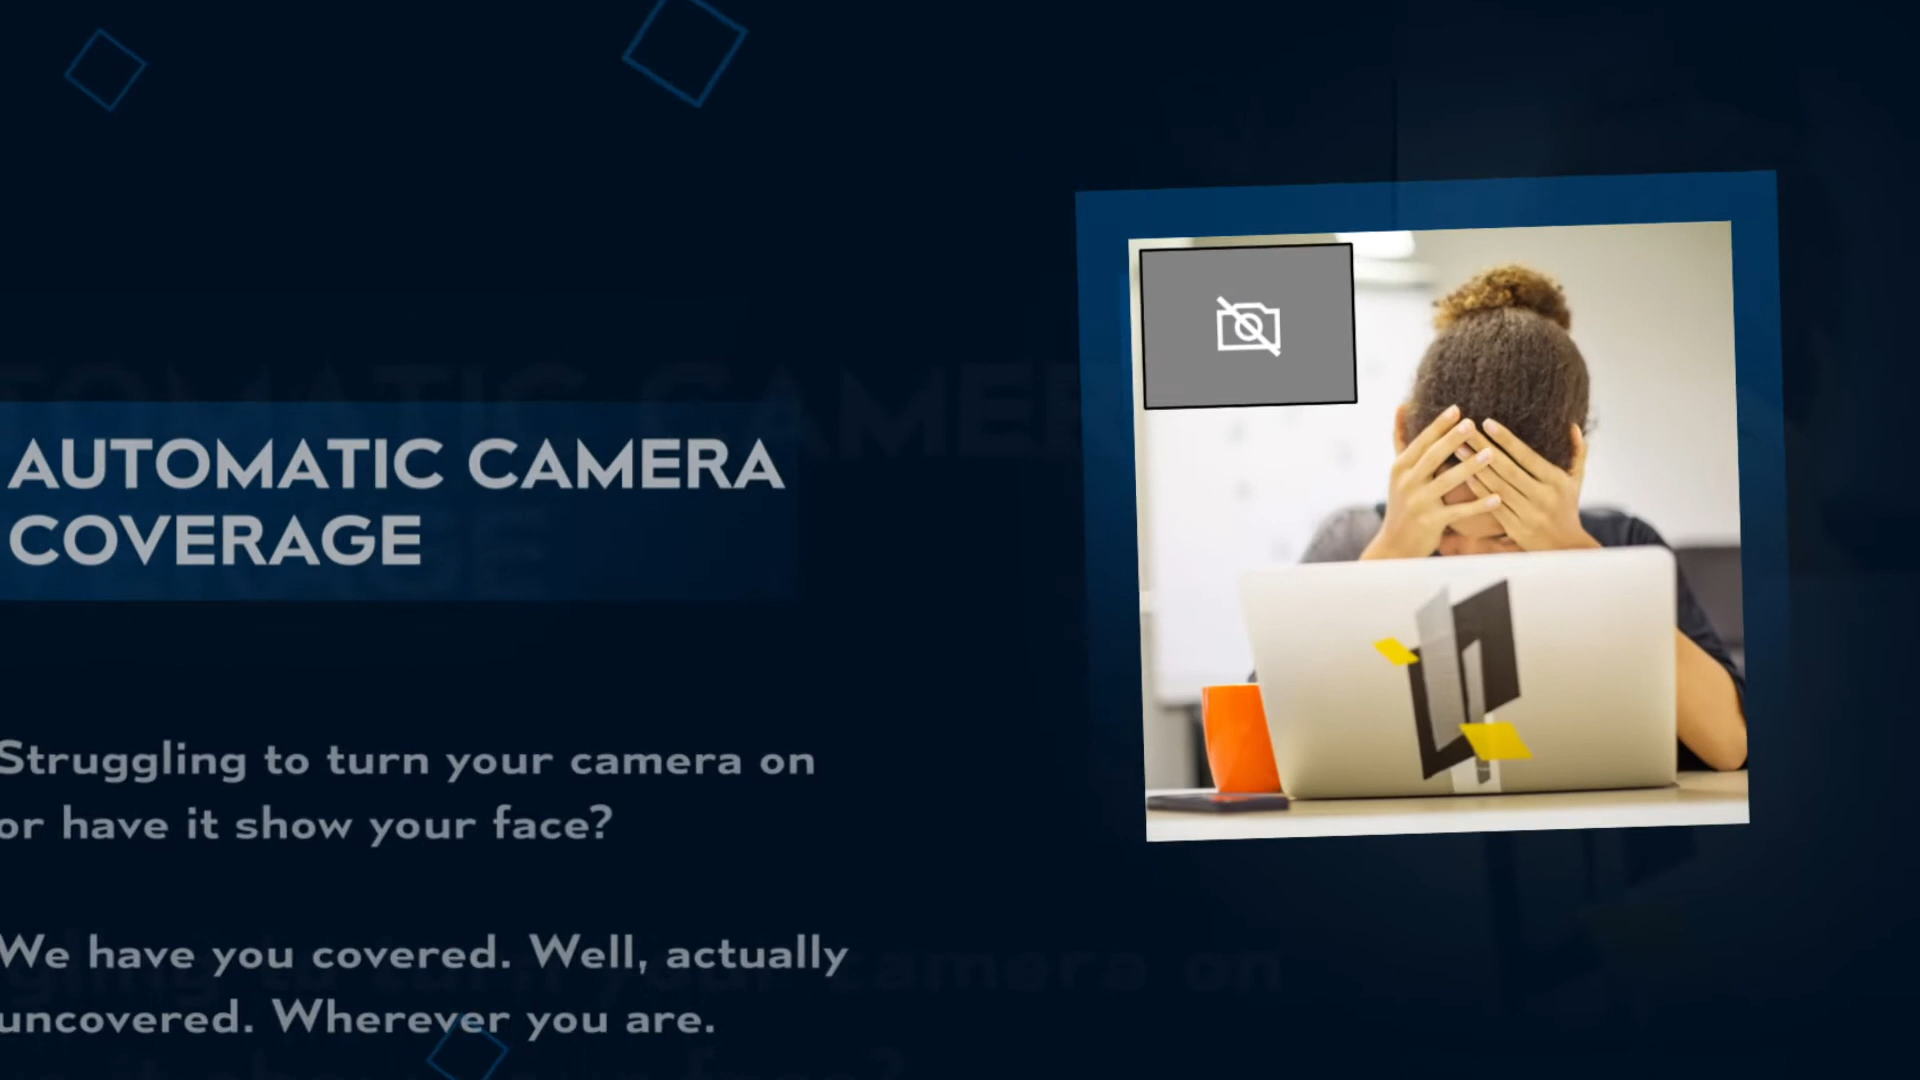 AUTOMATIC CAMERA
COVERAGE
Struggling to turn your camera on
or have it show your face?
We have you covered. Well, actually
uncovered. Wherever you are.